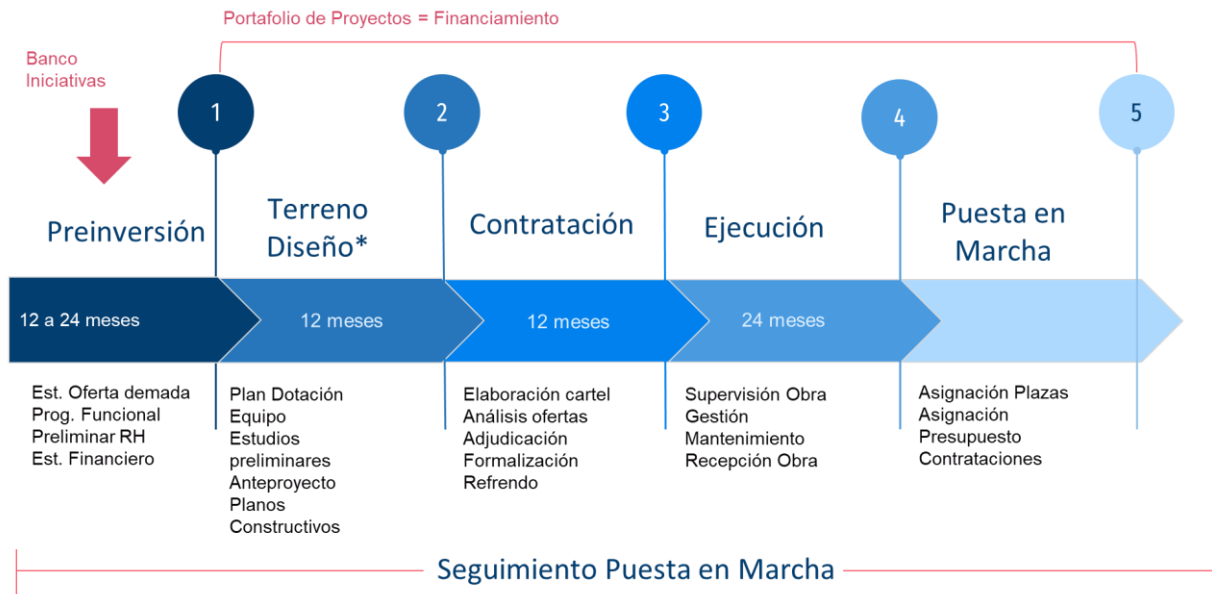 Portafolio de Proyectos = Financiamiento
Banco
Iniciativas
1
2
3
4
5
Preinversión
Terreno
Diseño*
Contratación
Ejecución
Puesta en
Marcha
12 a 24 meses
12 meses
12 meses
24 meses
Est. Oferta demada
Prog. Funcional
Preliminar RH
Est. Financiero
Plan Dotación
Equipo
Estudios
preliminares
Anteproyecto
Planos
Constructivos
Elaboración cartel
Análisis ofertas
Adjudicación
Formalización
Refrendo
Supervisión Obra
Gestión
Mantenimiento
Recepción Obra
Asignación Plazas
Asignación
Presupuesto
Contrataciones
Seguimiento Puesta en Marcha